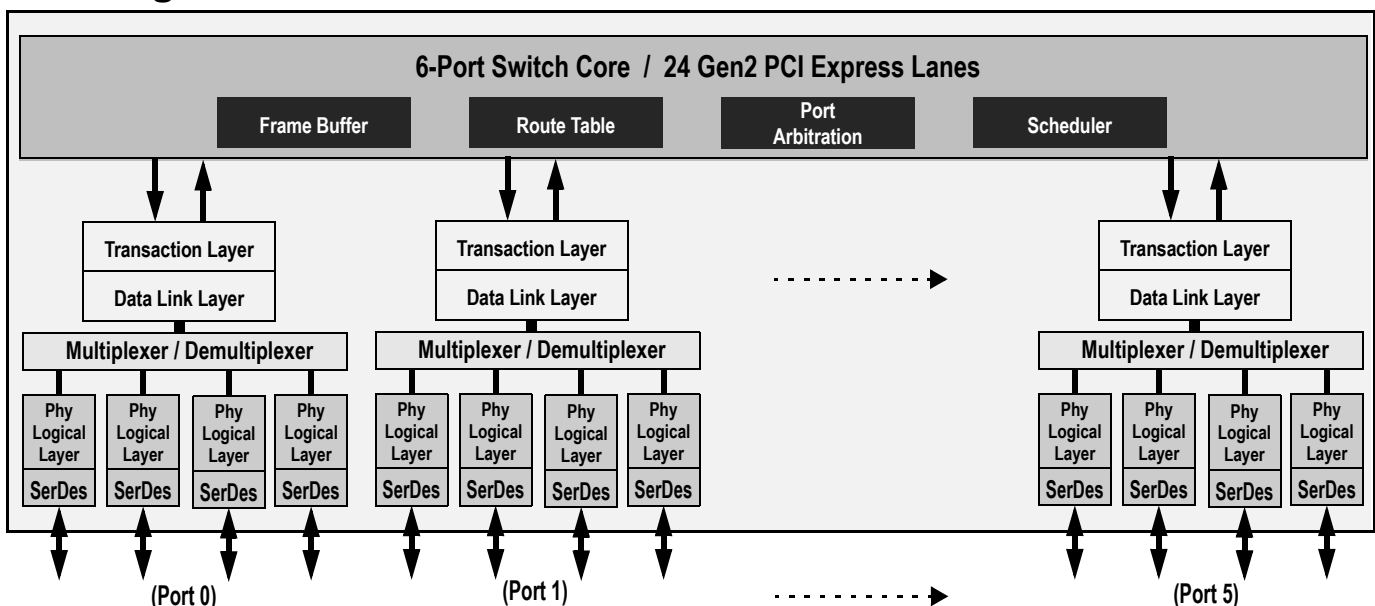 6-Port Switch Core / 24 Gen2 PCI Express Lanes
Frame Buffer
Route Table
Port
Arbitration
Scheduler
Transaction Layer
Data Link Layer
Multiplexer / Demultiplexer
Phy
Logical
Layer
SerDes
Phy
Logical
Layer
SerDes
Phy
Logical
Layer
SerDes
Phy
Logical
Layer
SerDes
(Port 0)
Transaction Layer
Data Link Layer
Multiplexer / Demultiplexer
Phy
Logical
Layer
SerDes
Phy
Logical
Layer
SerDes
Phy
Logical
Layer
SerDes
Phy
Logical
Layer
SerDes
(Port 1)
Transaction Layer
Data Link Layer
Multiplexer / Demultiplexer
Phy
Logical
Layer
SerDes
Phy
Logical
Layer
SerDes
Phy
Logical
Layer
SerDes
Phy
Logical
Layer
SerDes
(Port 5)